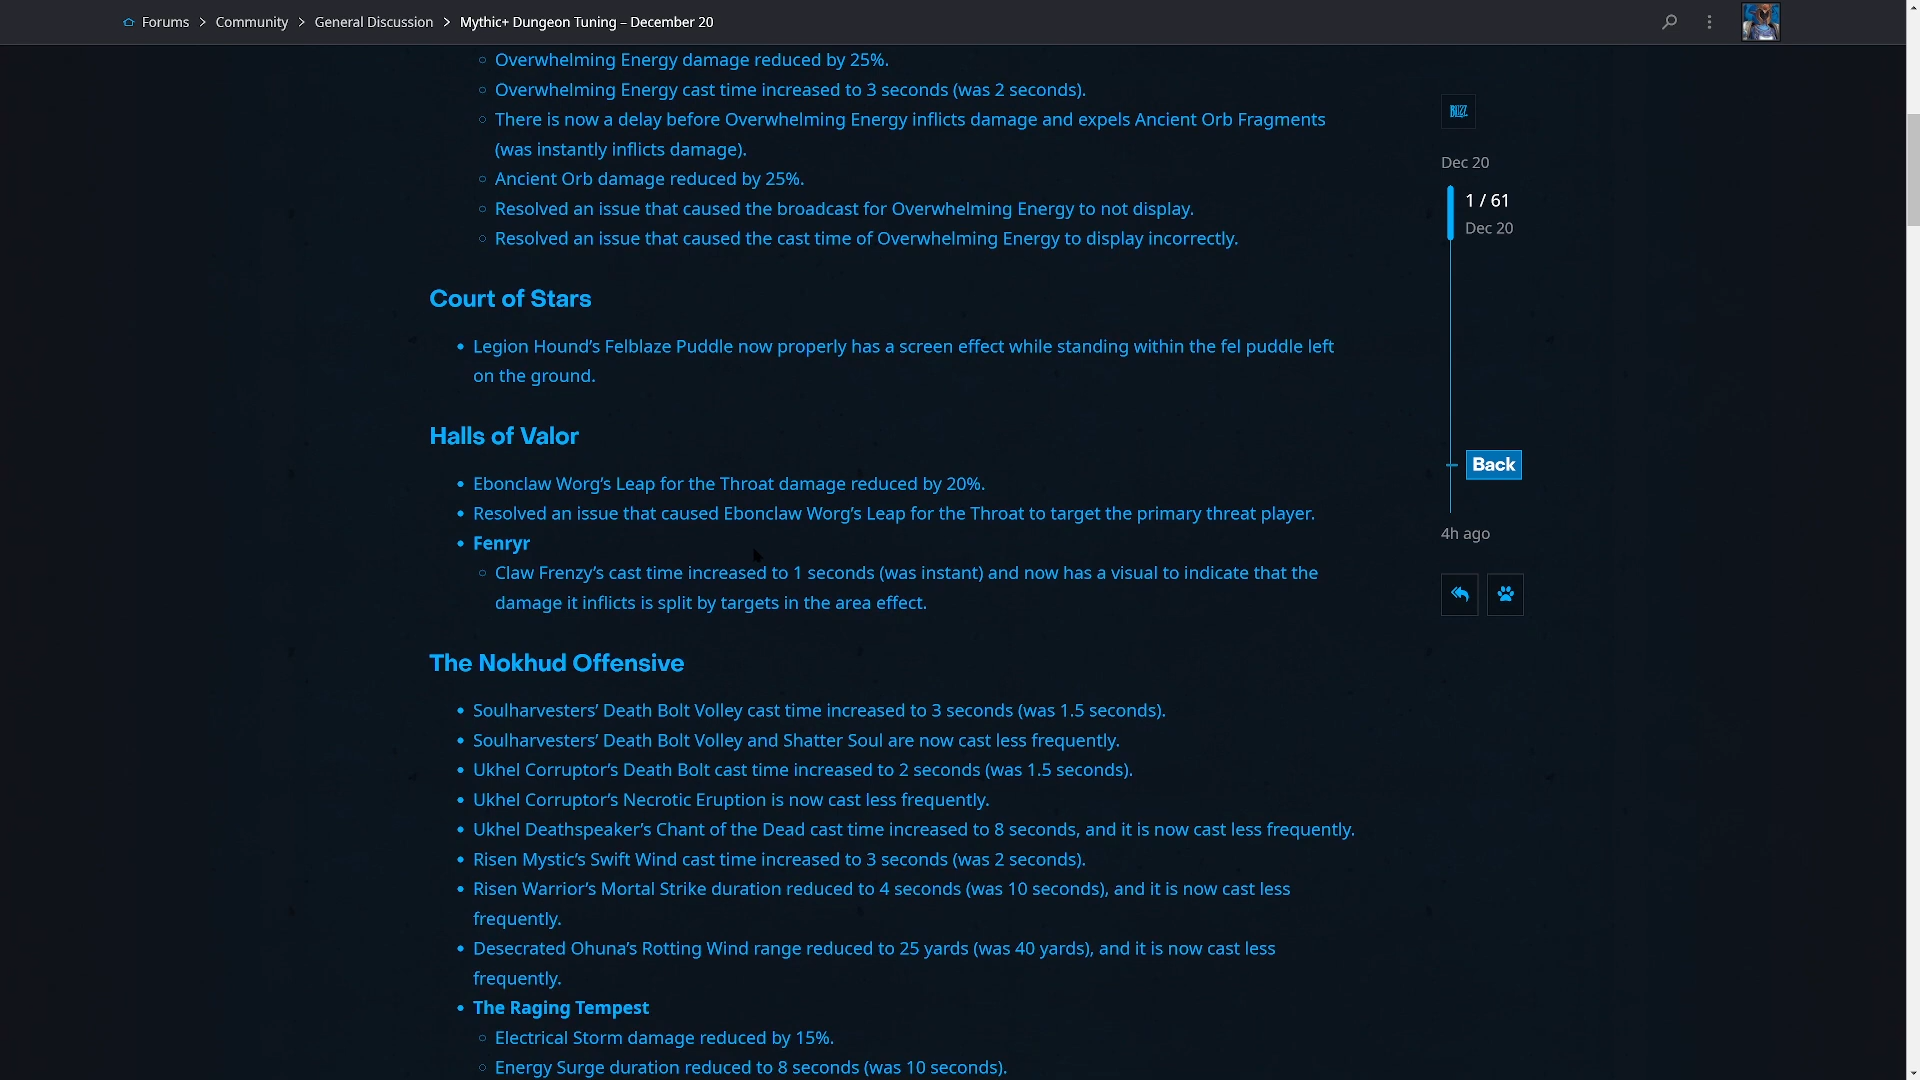 Forums > Community > General Discussion > Mythic+ Dungeon Tuning – December 20
Overwhelming Energy damage reduced by 25%.
Overwhelming Energy cast time increased to 3 seconds (was 2 seconds).
There is now a delay before Overwhelming Energy inflicts damage and expels Ancient Orb Fragments
(was instantly inflicts damage).
Ancient Orb damage reduced by 25%.
Resolved an issue that caused the broadcast for Overwhelming Energy to not display.
Resolved an issue that caused the cast time of Overwhelming Energy to display incorrectly.
Court of Stars
Legion Hound’s Felblaze Puddle now properly has a screen effect while standing within the fel puddle left
on the ground.
Halls of Valor
Ebonclaw Worg’s Leap for the Throat damage reduced by 20%.
Resolved an issue that caused Ebonclaw Worg’s Leap for the Throat to target the primary threat player.
Fenryr
Claw Frenzy’s cast time increased to 1 seconds (was instant) and now has a visual to indicate that the
damage it inflicts is split by targets in the area effect.
The Nokhud Offensive
Soulharvesters’ Death Bolt Volley cast time increased to 3 seconds (was 1.5 seconds).
Soulharvesters’ Death Bolt Volley and Shatter Soul are now cast less frequently.
Ukhel Corruptor’s Death Bolt cast time increased to 2 seconds (was 1.5 seconds).
Ukhel Corruptor’s Necrotic Eruption is now cast less frequently.
Ukhel Deathspeaker’s Chant of the Dead cast time increased to 8 seconds, and it is now cast less frequently.
Risen Mystic’s Swift Wind cast time increased to 3 seconds (was 2 seconds).
Risen Warrior’s Mortal Strike duration reduced to 4 seconds (was 10 seconds), and it is now cast less
frequently.
Desecrated Ohuna’s Rotting Wind range reduced to 25 yards (was 40 yards), and it is now cast less
frequently.
The Raging Tempest
Electrical Storm damage reduced by 15%.
Energy Surge duration reduced to 8 seconds (was 10 seconds).
BLIZZ
Dec 20
1 / 61
Dec 20
Back
4h ago